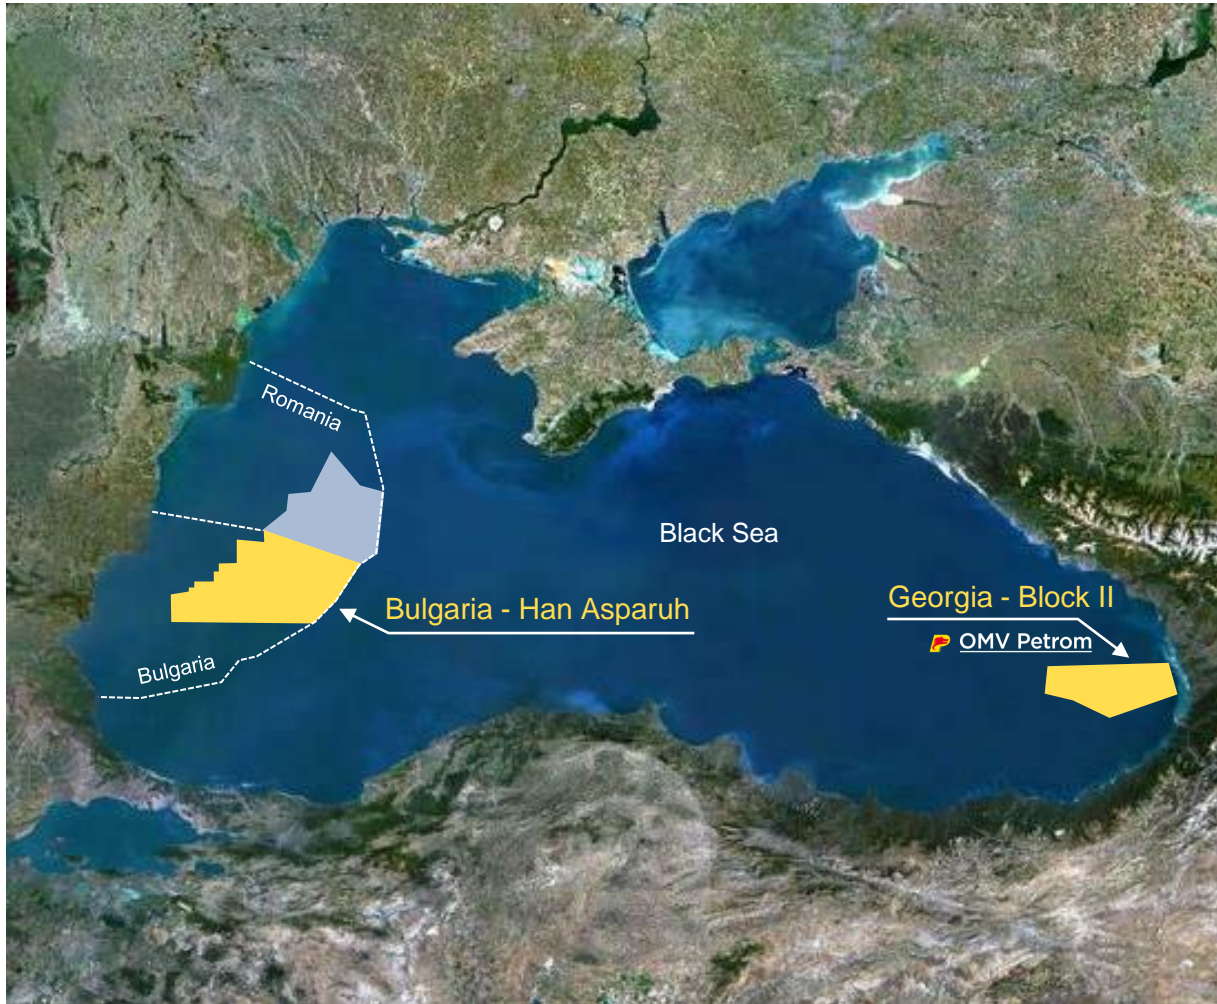 Romania
Black Sea
Bulgaria - Han Asparuh
Georgia - Block II
OMV Petrom
Bulgaria